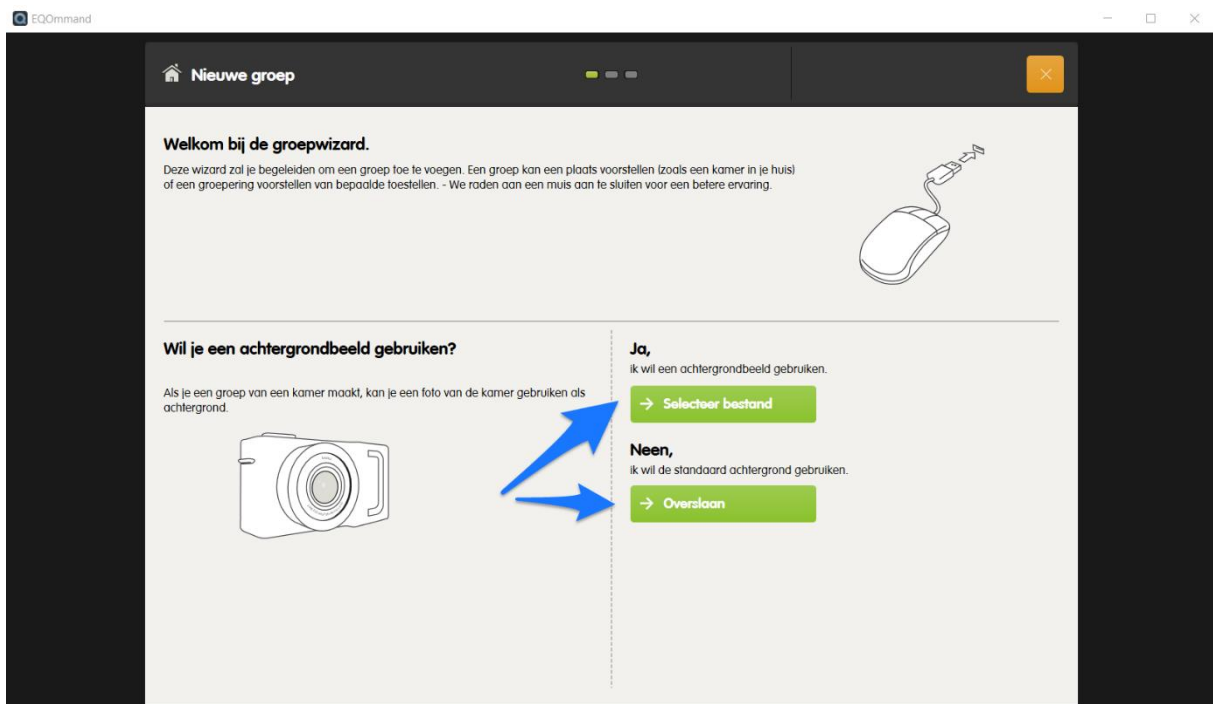 EQOmmand
Nieuwe groep
Welkom bij de groepwizard.
Deze wizard zal je begeleiden om een groep toe te voegen. Een groep kan een plaats voorstellen (zoals een kamer in je huis)
of een groepering voorstellen van bepaalde toestellen. - We raden aan een muis aan te sluiten voor een betere ervaring.
Wil je een achtergrondbeeld gebruiken?
Als je een groep van een kamer maakt, kan je een foto van de kamer gebruiken als
achtergrond.
Ja,
ik wil een achtergrondbeeld gebruiken.
Selecteer bestand
Neen,
ik wil de standaard achtergrond gebruiken.
Overslaan